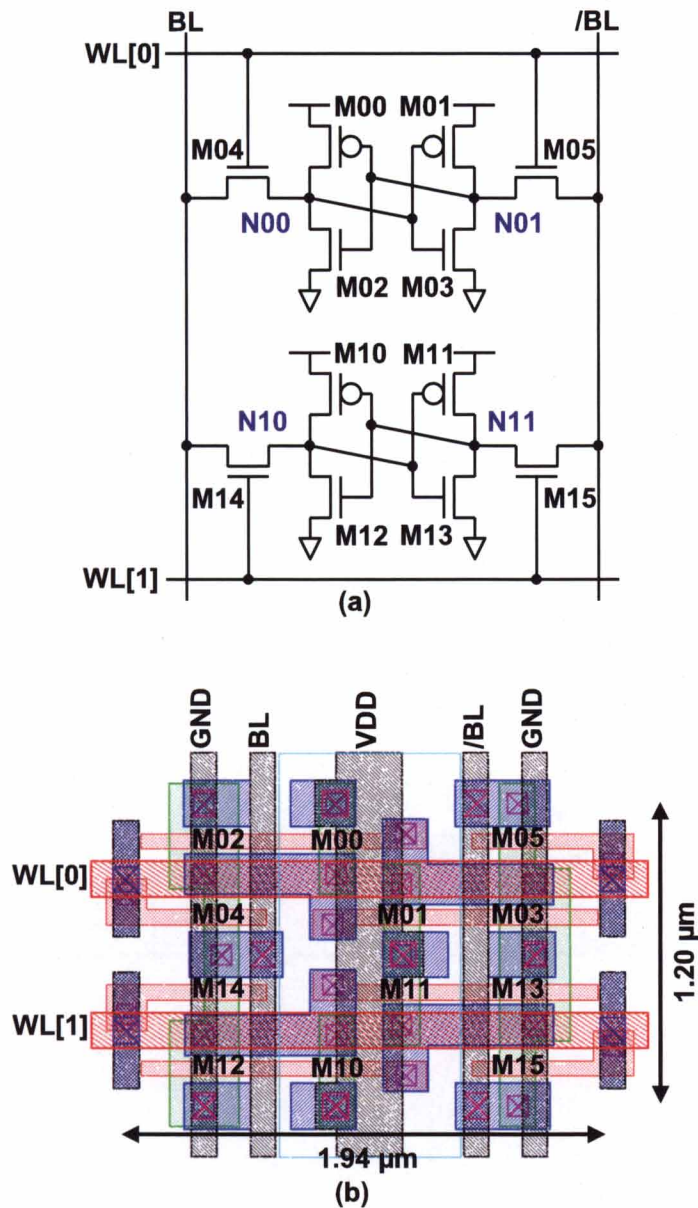 BL /BL
WL[0]
M00 M01
M04 M05
N00 N01
M02 M03
M10 M11
N10 N11
M14 M15
M12 M13
WL[1]
(a)
GND BL VDD /BL GND
M02 M00 M05
WL[0]
M04 M01 M03
M14 M11 M13
WL[1]
M12 M10 M15
1.20 µm
1.94 µm
(b)